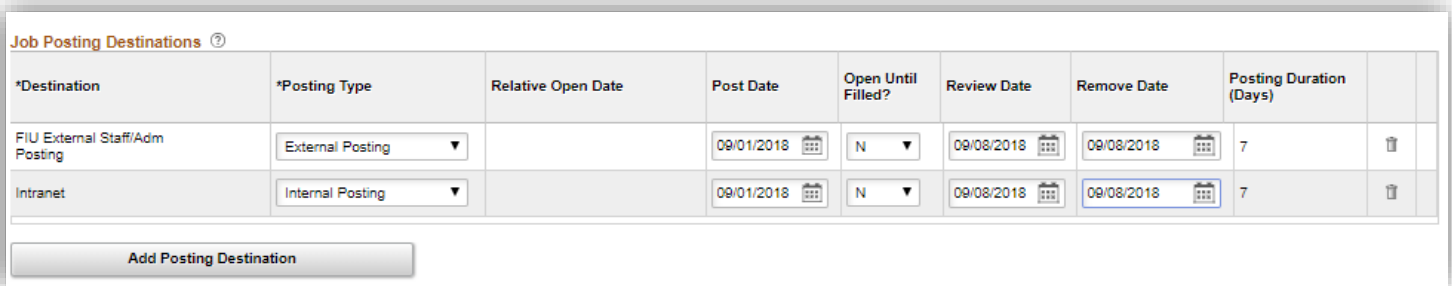 Job Posting Destinations ?
*Destination *Posting Type Relative Open Date Post Date Open Until Filled? Review Date Remove Date Posting Duration (Days)
FIU External Staff/Adm Posting External Posting 09/01/2018 N 09/08/2018 09/08/2018 7
Intranet Internal Posting 09/01/2018 N 09/08/2018 09/08/2018 7
Add Posting Destination